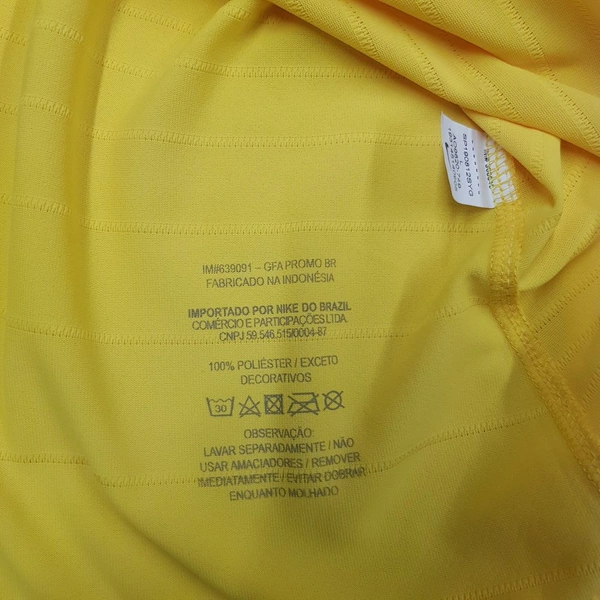 IM#639091 – GFA PROMO BR
FABRICADO NA INDONÉSIA
IMPORTADO POR NIKE DO BRAZIL
COMÉRCIO E PARTICIPAÇÕES LTDA.
CNPJ 59.546.515/0004-87
100% POLIÉSTER / EXCETO
DECORATIVOS
30
OBSERVAÇÃO:
LAVAR SEPARADAMENTE / NÃO
USAR AMACIADORES / REMOVER
IMEDIATAMENTE / EVITAR DOBRAR
ENQUANTO MOLHADO
SP190812SYG